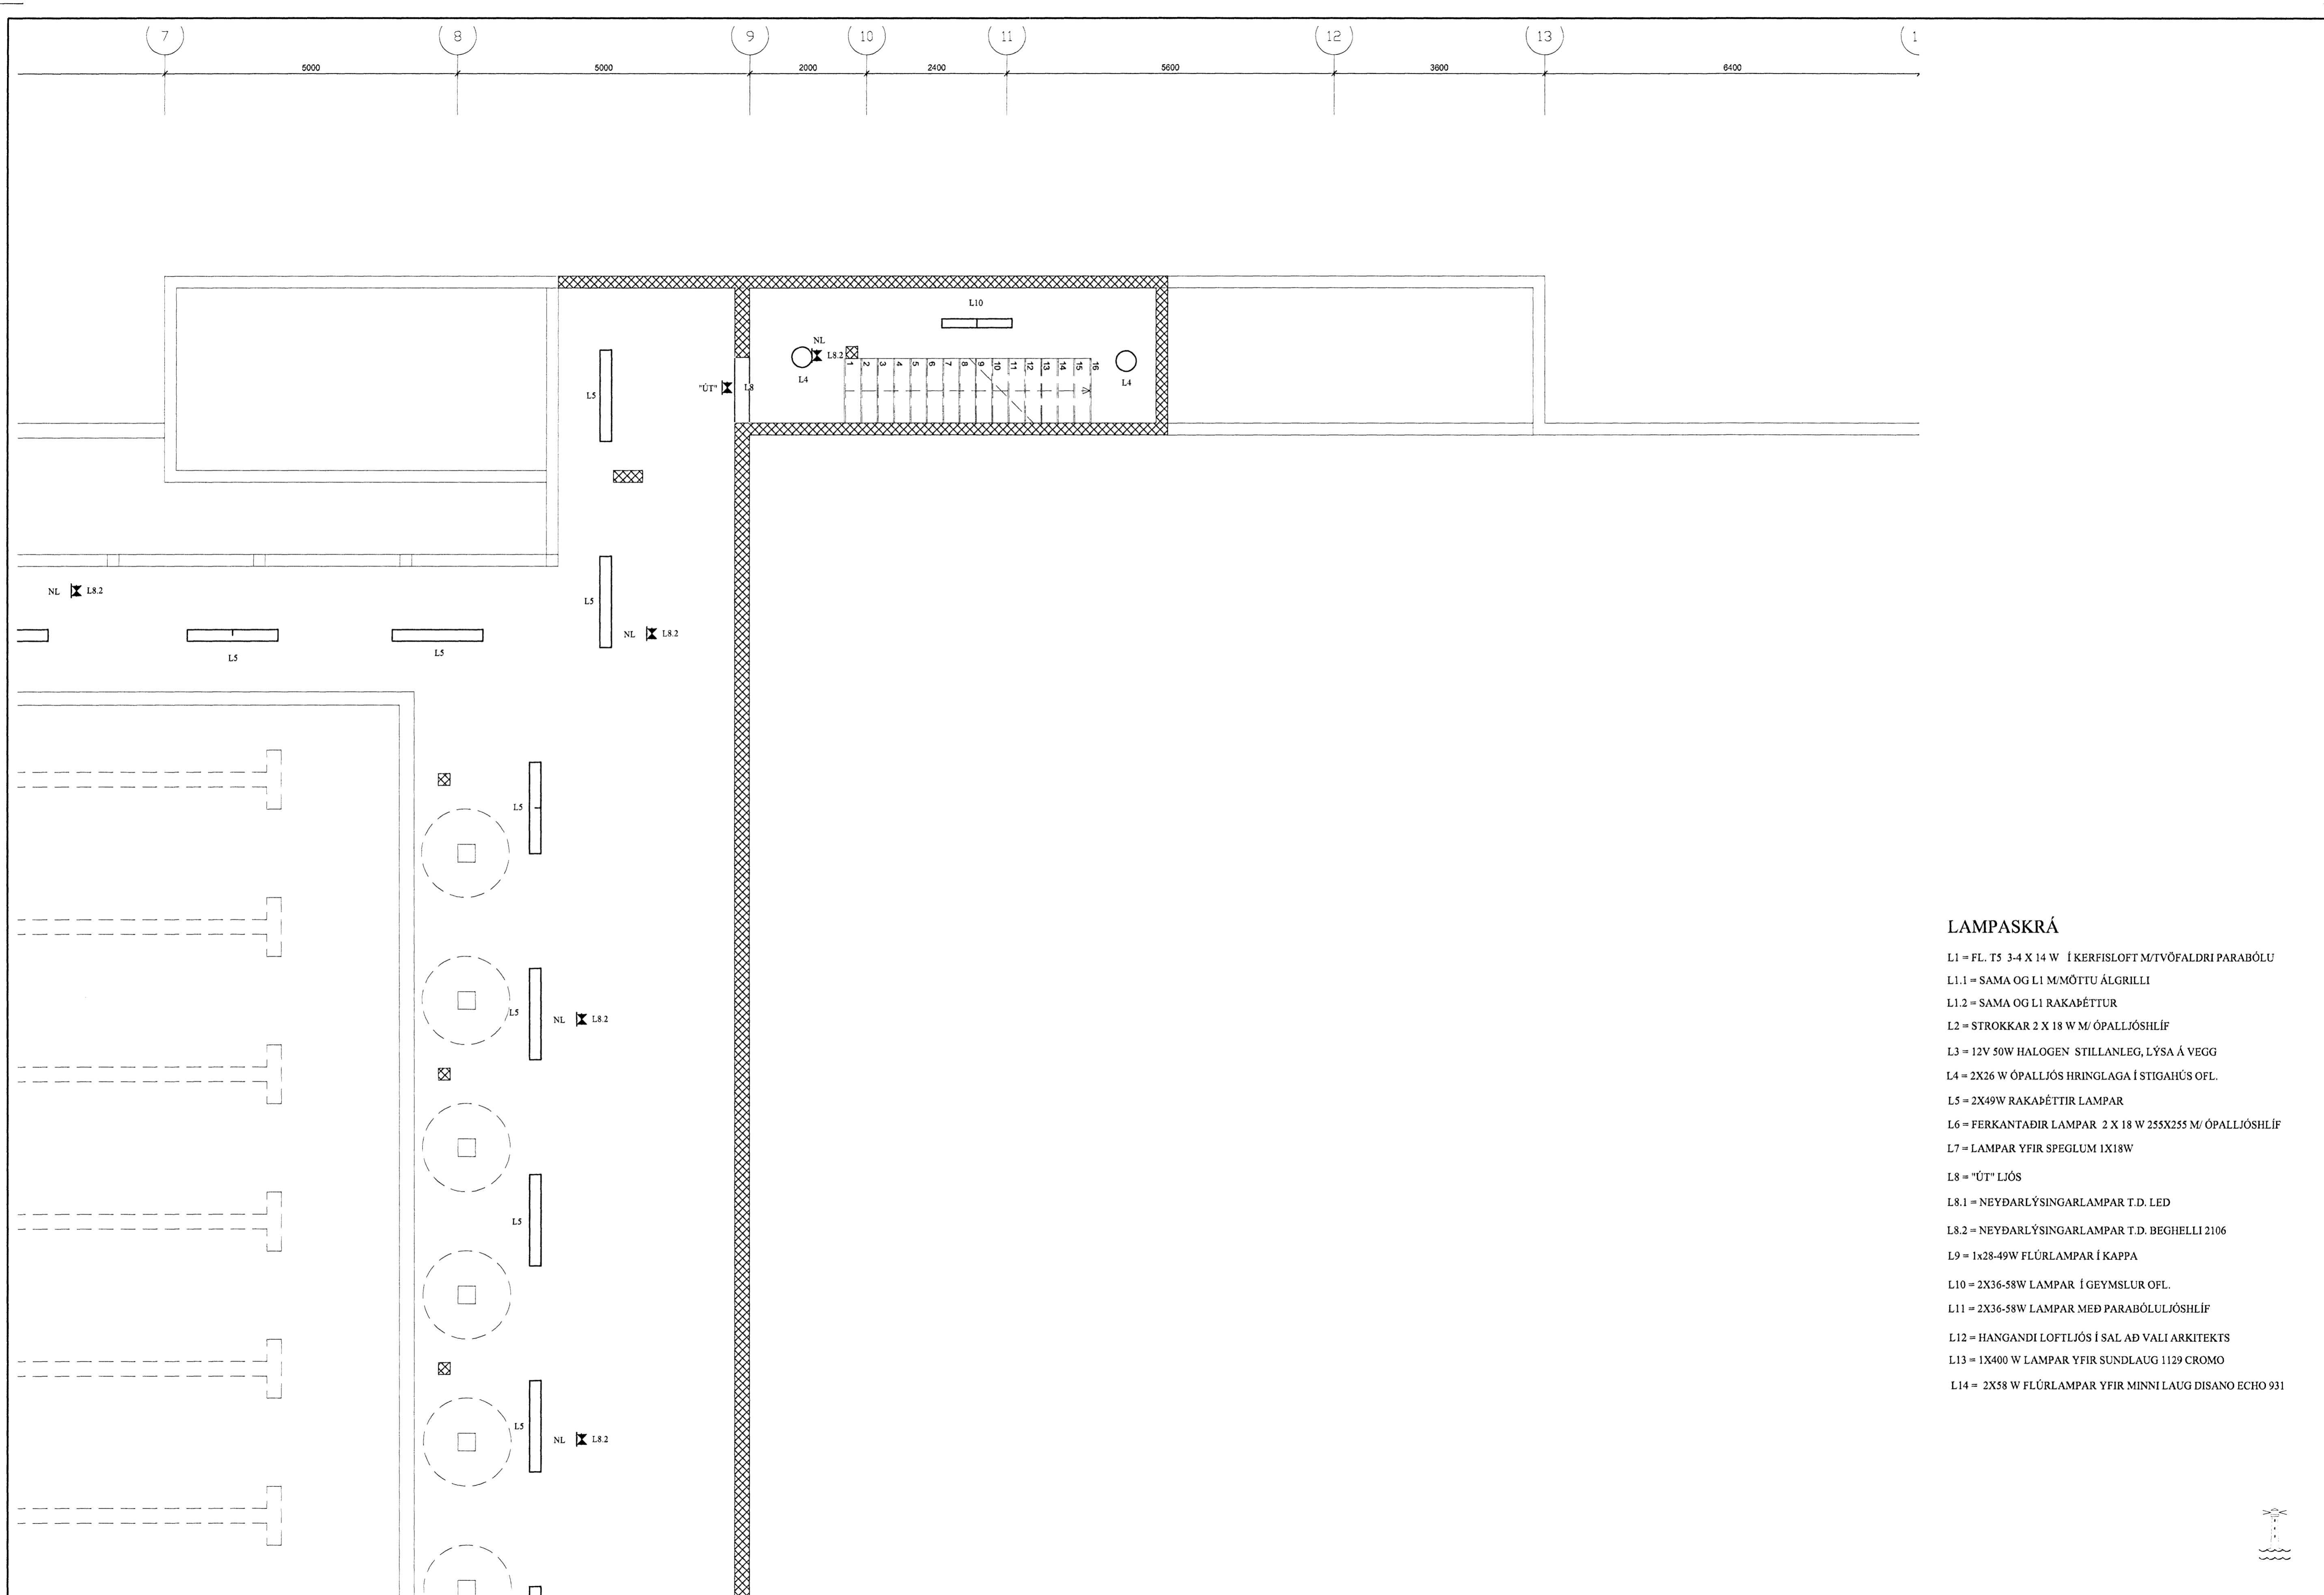 7 8 9 10 11 12 13 1
5000 5000 2000 2400 5600 3600 6400
L10
NL
L8.2
L4
1 2 3 4 5 6 7 8 9 10 11 12 13 14 15 16
L4
"ÚT" L8
L5
NL L8.2
L5
NL L8.2
L5
L5
L5
L5
NL L8.2
L5
L5
NL L8.2
LAMPASKRÁ
L1 = FL. T5 3-4 X 14 W Í KERFISLOFT M/TVÖFALDRI PARABÓLU
L1.1 = SAMA OG L1 M/MÖTTU ÁLGRILLI
L1.2 = SAMA OG L1 RAKAÞÉTTUR
L2 = STROKKAR 2 X 18 W M/ ÓPALLJÓSHLÍF
L3 = 12V 50W HALOGEN STILLANLEG, LÝSA Á VEGG
L4 = 2X26 W ÓPALLJÓS HRINGLAGA Í STIGAHÚS OFL.
L5 = 2X49W RAKAÞÉTTIR LAMPAR
L6 = FERKANTAÐIR LAMPAR 2 X 18 W 255X255 M/ ÓPALLJÓSHLÍF
L7 = LAMPAR YFIR SPEGLUM 1X18W
L8 = "ÚT" LJÓS
L8.1 = NEYÐARLÝSINGARLAMPAR T.D. LED
L8.2 = NEYÐARLÝSINGARLAMPAR T.D. BEGHELLI 2106
L9 = 1x28-49W FLÚRLAMPAR Í KAPPA
L10 = 2X36-58W LAMPAR Í GEYMSLUR OFL.
L11 = 2X36-58W LAMPAR MEÐ PARABÓLULJÓSHLÍF
L12 = HANGANDI LOFTLJÓS Í SAL AÐ VALI ARKITEKTS
L13 = 1X400 W LAMPAR YFIR SUNDLAUG 1129 CROMO
L14 = 2X58 W FLÚRLAMPAR YFIR MINNI LAUG DISANO ECHO 931